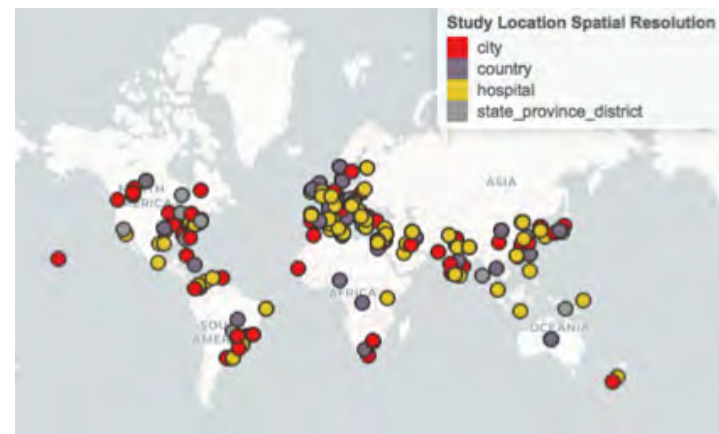 Study Location Spatial Resolution
city
country
hospital
state_province_district
ASIA
AFRICA
OCEANIA